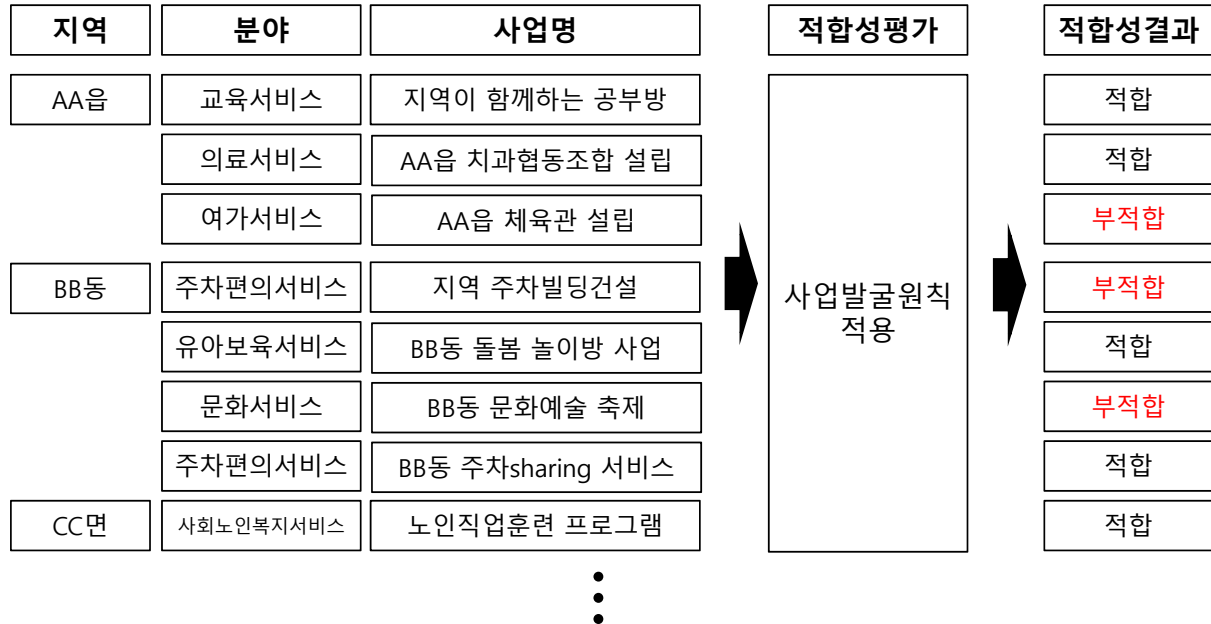 지역 분야 사업명 적합성평가 적합성결과
AA읍 교육서비스 지역이 함께하는 공부방 적합
의료서비스 AA읍 치과협동조합 설립 적합
여가서비스 AA읍 체육관 설립 부적합
BB동 주차편의서비스 지역 주차빌딩건설 사업발굴원칙 부적합
적용
유아보육서비스 BB동 돌봄 놀이방 사업 적합
문화서비스 BB동 문화예술 축제 부적합
주차편의서비스 BB동 주차sharing 서비스 적합
CC면 사회노인복지서비스 노인직업훈련 프로그램 적합